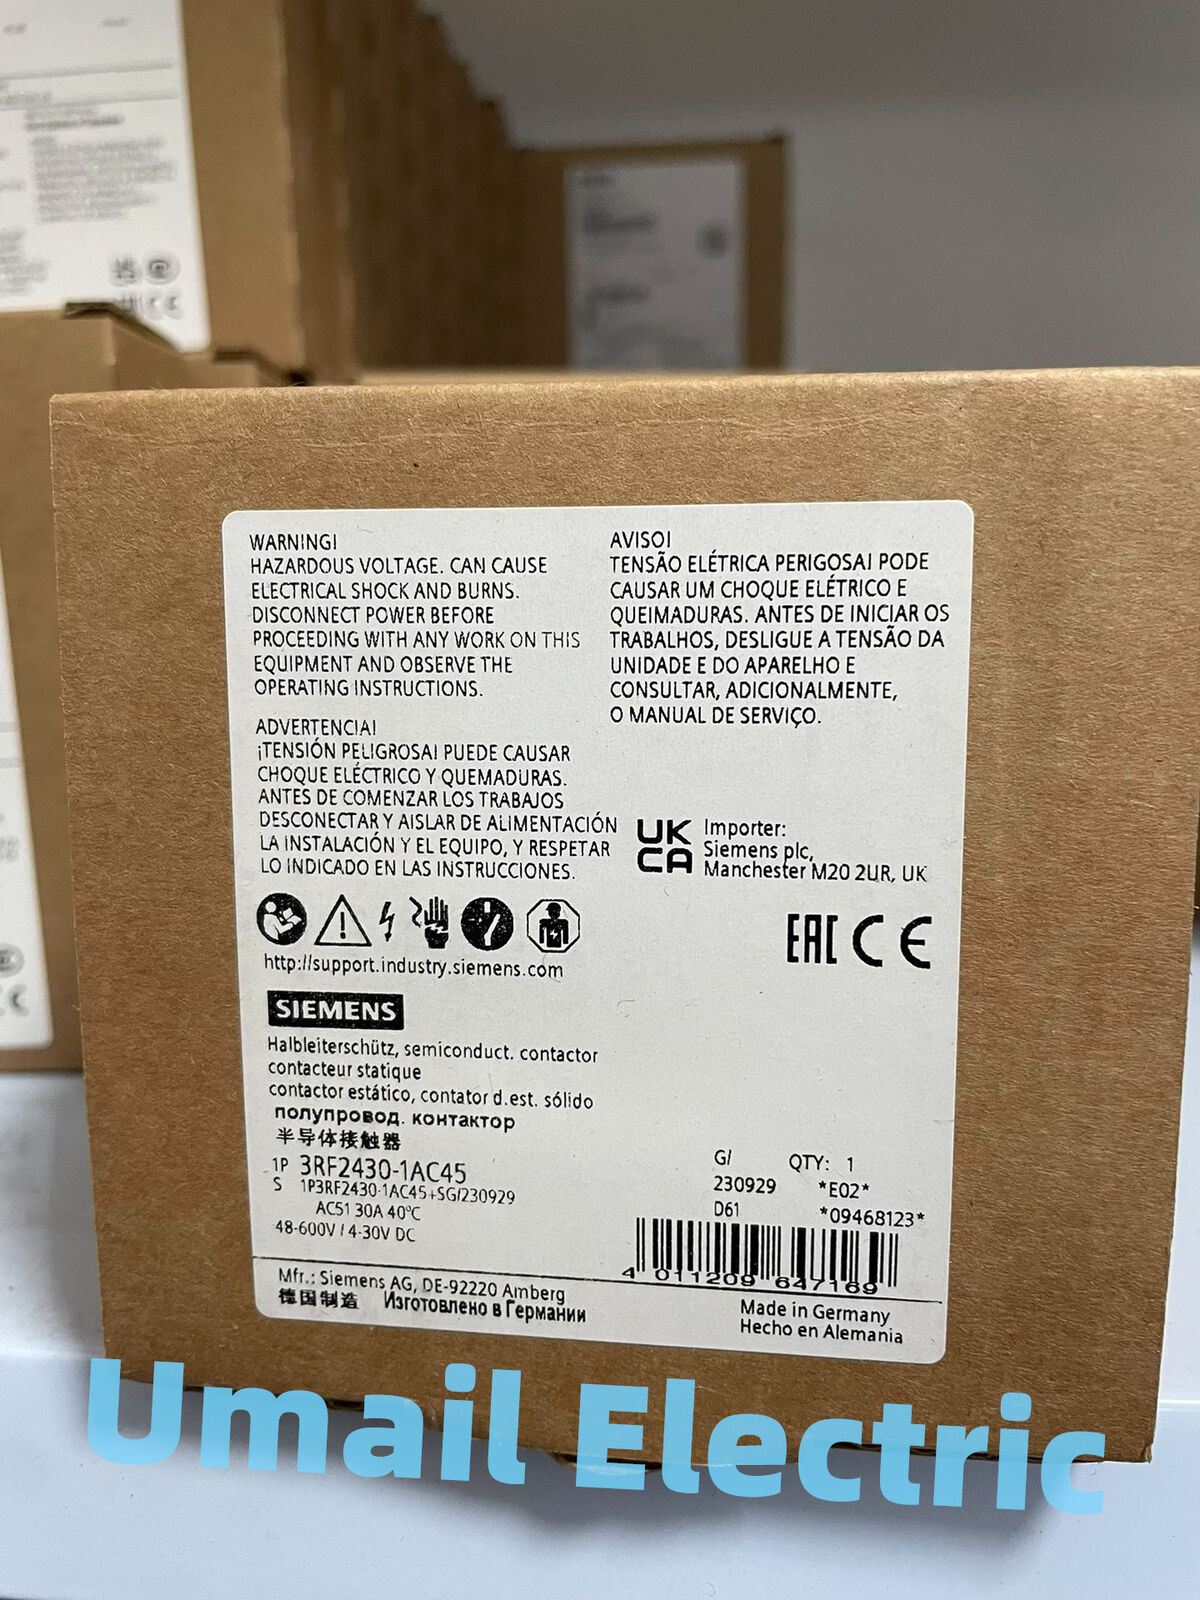 WARNING!
HAZARDOUS VOLTAGE. CAN CAUSE
ELECTRICAL SHOCK AND BURNS.
DISCONNECT POWER BEFORE
PROCEEDING WITH ANY WORK ON THIS
EQUIPMENT AND OBSERVE THE
OPERATING INSTRUCTIONS.
ADVERTENCIA!
¡TENSIÓN PELIGROSA! PUEDE CAUSAR
CHOQUE ELÉCTRICO Y QUEMADURAS.
ANTES DE COMENZAR LOS TRABAJOS
DESCONECTAR Y AISLAR DE ALIMENTACIÓN
LA INSTALACIÓN Y EL EQUIPO, Y RESPETAR
LO INDICADO EN LAS INSTRUCCIONES.
AVISO!
TENSÃO ELÉTRICA PERIGOSA! PODE
CAUSAR UM CHOQUE ELÉTRICO E
QUEIMADURAS. ANTES DE INICIAR OS
TRABALHOS, DESLIGUE A TENSÃO DA
UNIDADE E DO APARELHO E
CONSULTAR, ADICIONALMENTE,
O MANUAL DE SERVIÇO.
UK
CA
Importer:
Siemens plc,
Manchester M20 2UR, UK
EAC CE
http://support.industry.siemens.com
SIEMENS
Halbleiterschütz, semiconduct. contactor
contacteur statique
contactor estático, contator d.est. sólido
полупровод. контактор
半导体接触器
1P 3RF2430-1AC45
S 1P3RF2430-1AC45+SG/230929
AC51 30A 40°C
48-600V / 4-30V DC
G/ QTY: 1
230929 *E02*
D61 *09468123*
4 011209 647169
Mfr.: Siemens AG, DE-92220 Amberg
德国制造 Изготовлено в Германии
Made in Germany
Hecho en Alemania
Umail Electric